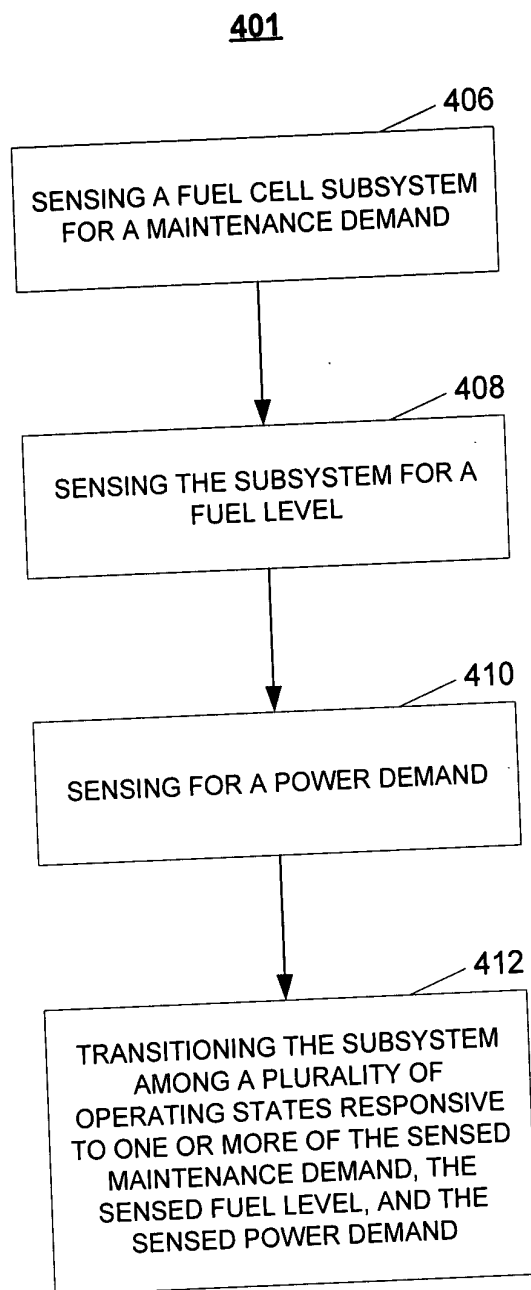 401
406
SENSING A FUEL CELL SUBSYSTEM
FOR A MAINTENANCE DEMAND
408
SENSING THE SUBSYSTEM FOR A
FUEL LEVEL
410
SENSING FOR A POWER DEMAND
412
TRANSITIONING THE SUBSYSTEM
AMONG A PLURALITY OF
OPERATING STATES RESPONSIVE
TO ONE OR MORE OF THE SENSED
MAINTENANCE DEMAND, THE
SENSED FUEL LEVEL, AND THE
SENSED POWER DEMAND